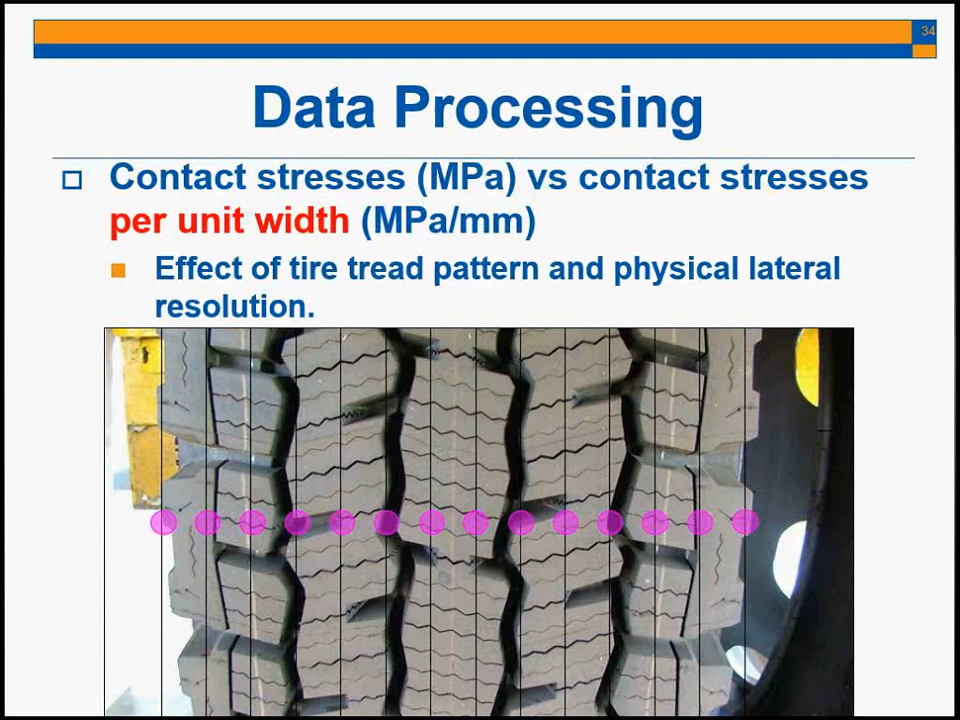 34
Data Processing
Contact stresses (MPa) vs contact stresses
per unit width (MPa/mm)
Effect of tire tread pattern and physical lateral
resolution.